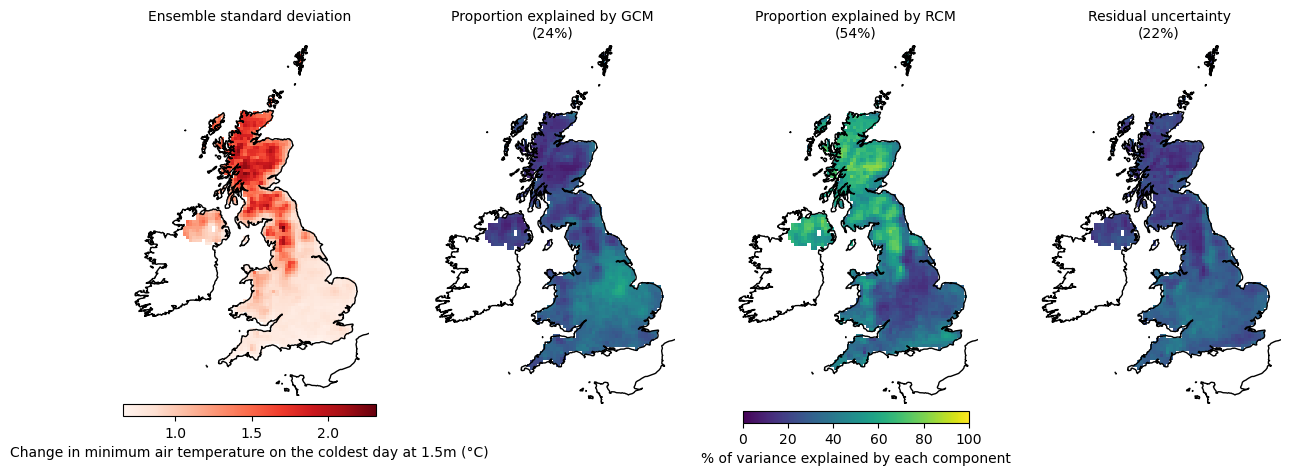 Ensemble standard deviation
Proportion explained by GCM
(24%)
Proportion explained by RCM
(54%)
Residual uncertainty
(22%)
1.0 1.5 2.0
Change in minimum air temperature on the coldest day at 1.5m (°C)
0 20 40 60 80 100
% of variance explained by each component